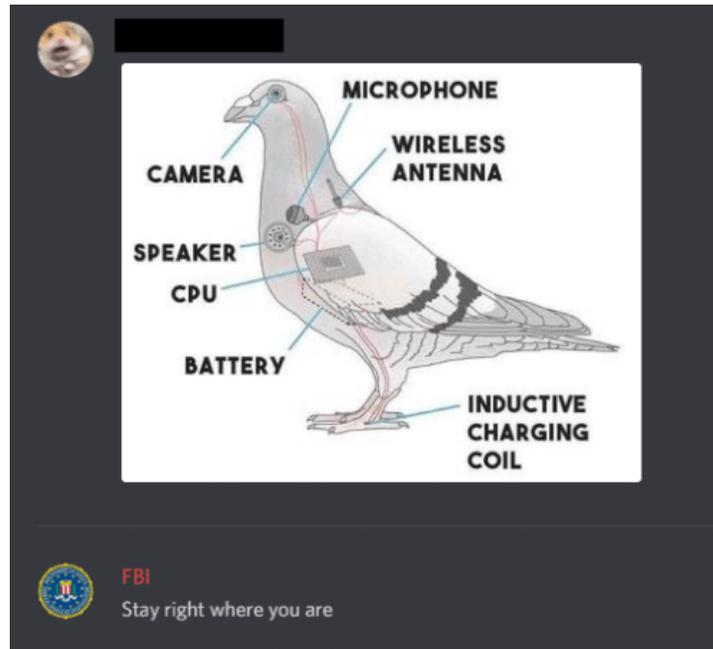 MICROPHONE
WIRELESS
ANTENNA
CAMERA
SPEAKER
CPU
BATTERY
INDUCTIVE
CHARGING
COIL
FBI
Stay right where you are